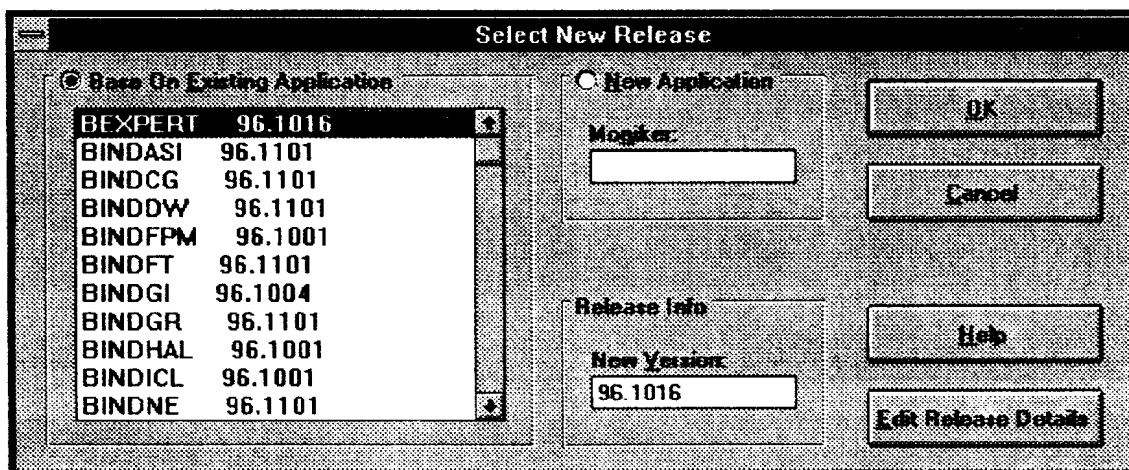 Select New Release
Base On Existing Application
BEXPERT 96.1016
BINDASI 96.1101
BINDCG 96.1101
BINDDW 96.1101
BINDFPM 96.1001
BINDFT 96.1101
BINDGI 96.1004
BINDGR 96.1101
BINDHAL 96.1001
BINDICL 96.1001
BINDNE 96.1101
New Application
Moniker:
Release Info
New Version:
96.1016
OK
Cancel
Help
Edit Release Details